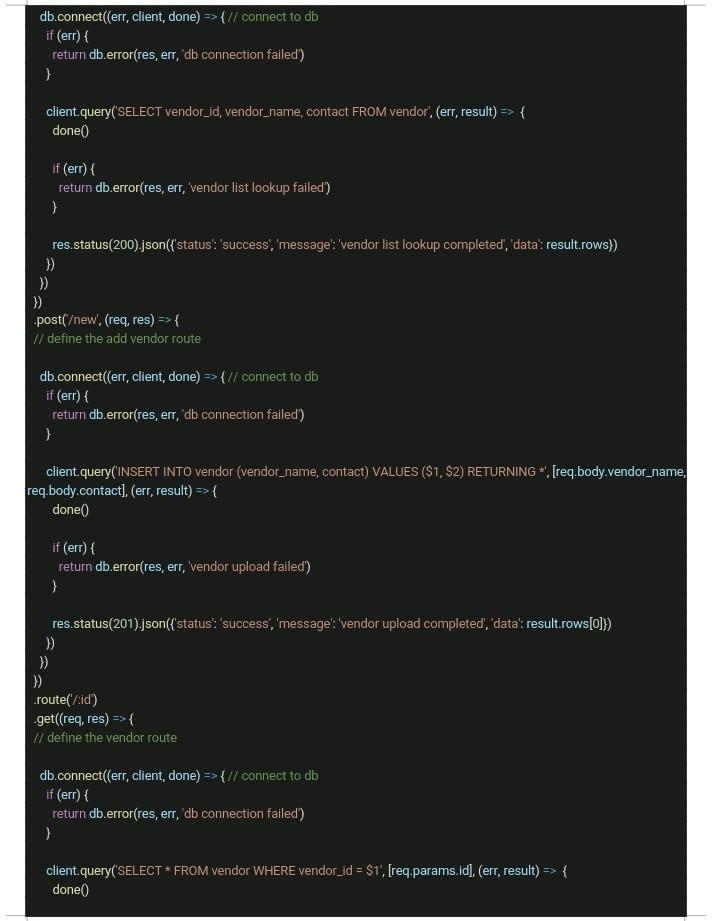 db.connect((err, client, done) => { // connect to db
if (err) {
return db.error(res, err, 'db connection failed')
}
client.query('SELECT vendor_id, vendor_name, contact FROM vendor', (err, result) => {
done()
if (err) {
return db.error(res, err, 'vendor list lookup failed')
}
res.status(200).json({'status': 'success', 'message': 'vendor list lookup completed', 'data': result.rows})
})
})
})
.post('/new', (req, res) => {
// define the add vendor route
db.connect((err, client, done) => { // connect to db
if (err) {
return db.error(res, err, 'db connection failed')
}
client.query('INSERT INTO vendor (vendor_name, contact) VALUES ($1, $2) RETURNING *', [req.body.vendor_name,
req.body.contact], (err, result) => {
done()
if (err) {
return db.error(res, err, 'vendor upload failed')
}
res.status(201).json({'status': 'success', 'message': 'vendor upload completed', 'data': result.rows[0]})
})
})
})
.route('/:id')
.get((req, res) => {
// define the vendor route
db.connect((err, client, done) => { // connect to db
if (err) {
return db.error(res, err, 'db connection failed')
}
client.query('SELECT * FROM vendor WHERE vendor_id = $1', [req.params.id], (err, result) => {
done()